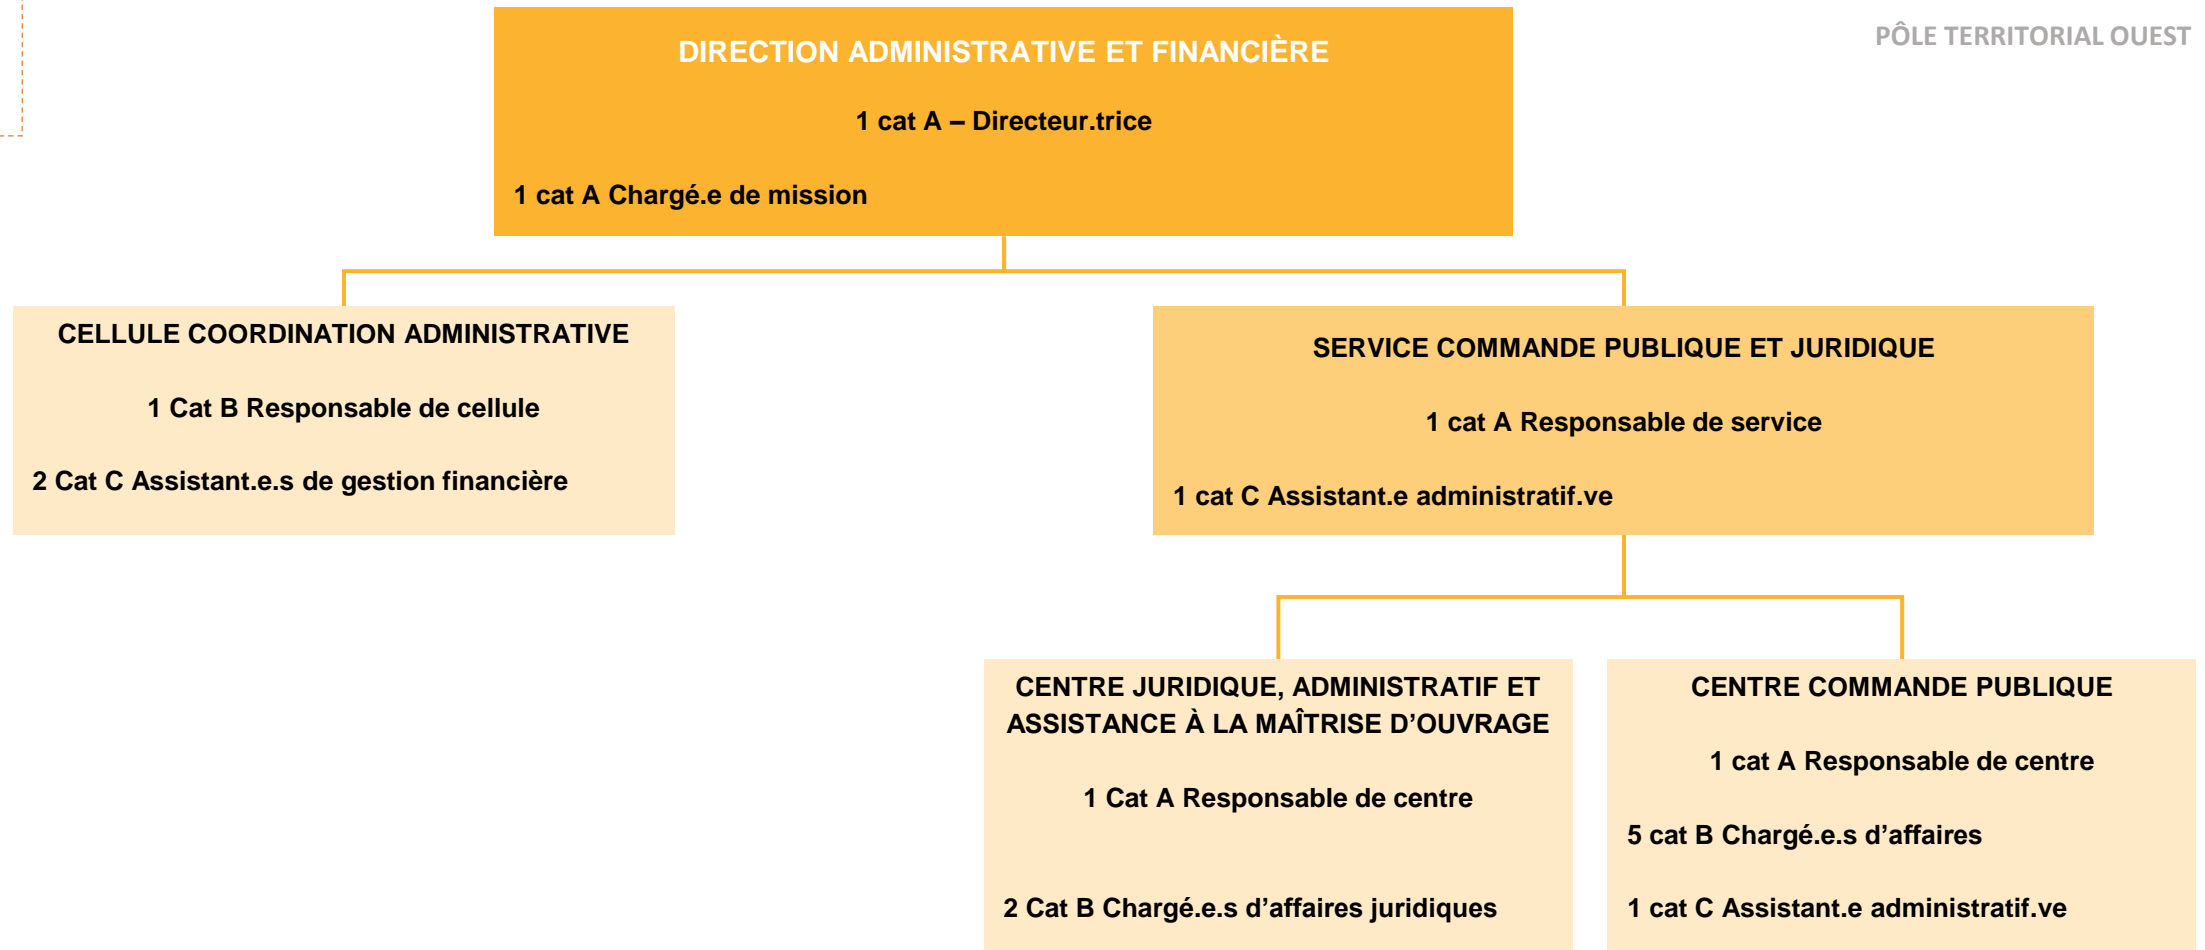 PÔLE TERRITORIAL OUEST
DIRECTION ADMINISTRATIVE ET FINANCIÈRE
1 cat A – Directeur.trice
1 cat A Chargé.e de mission
CELLULE COORDINATION ADMINISTRATIVE
1 Cat B Responsable de cellule
2 Cat C Assistant.e.s de gestion financière
SERVICE COMMANDE PUBLIQUE ET JURIDIQUE
1 cat A Responsable de service
1 cat C Assistant.e administratif.ve
CENTRE JURIDIQUE, ADMINISTRATIF ET
ASSISTANCE À LA MAÎTRISE D’OUVRAGE
1 Cat A Responsable de centre
2 Cat B Chargé.e.s d’affaires juridiques
CENTRE COMMANDE PUBLIQUE
1 cat A Responsable de centre
5 cat B Chargé.e.s d’affaires
1 cat C Assistant.e administratif.ve